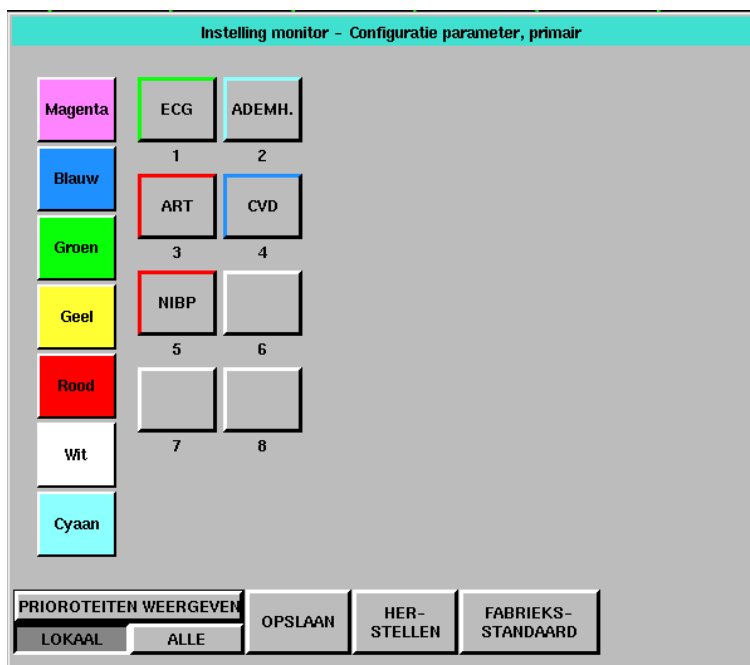 Instelling monitor – Configuratie parameter, primair
Magenta
Blauw
Groen
Geel
Rood
Wit
Cyaan
ECG
ADEMH.
1
2
ART
CVD
3
4
NIBP
5
6
7
8
PRIOROTEITEN WEERGEVEN
LOKAAL
ALLE
OPSLAAN
HER-
STELLEN
FABRIEKS-
STANDAARD